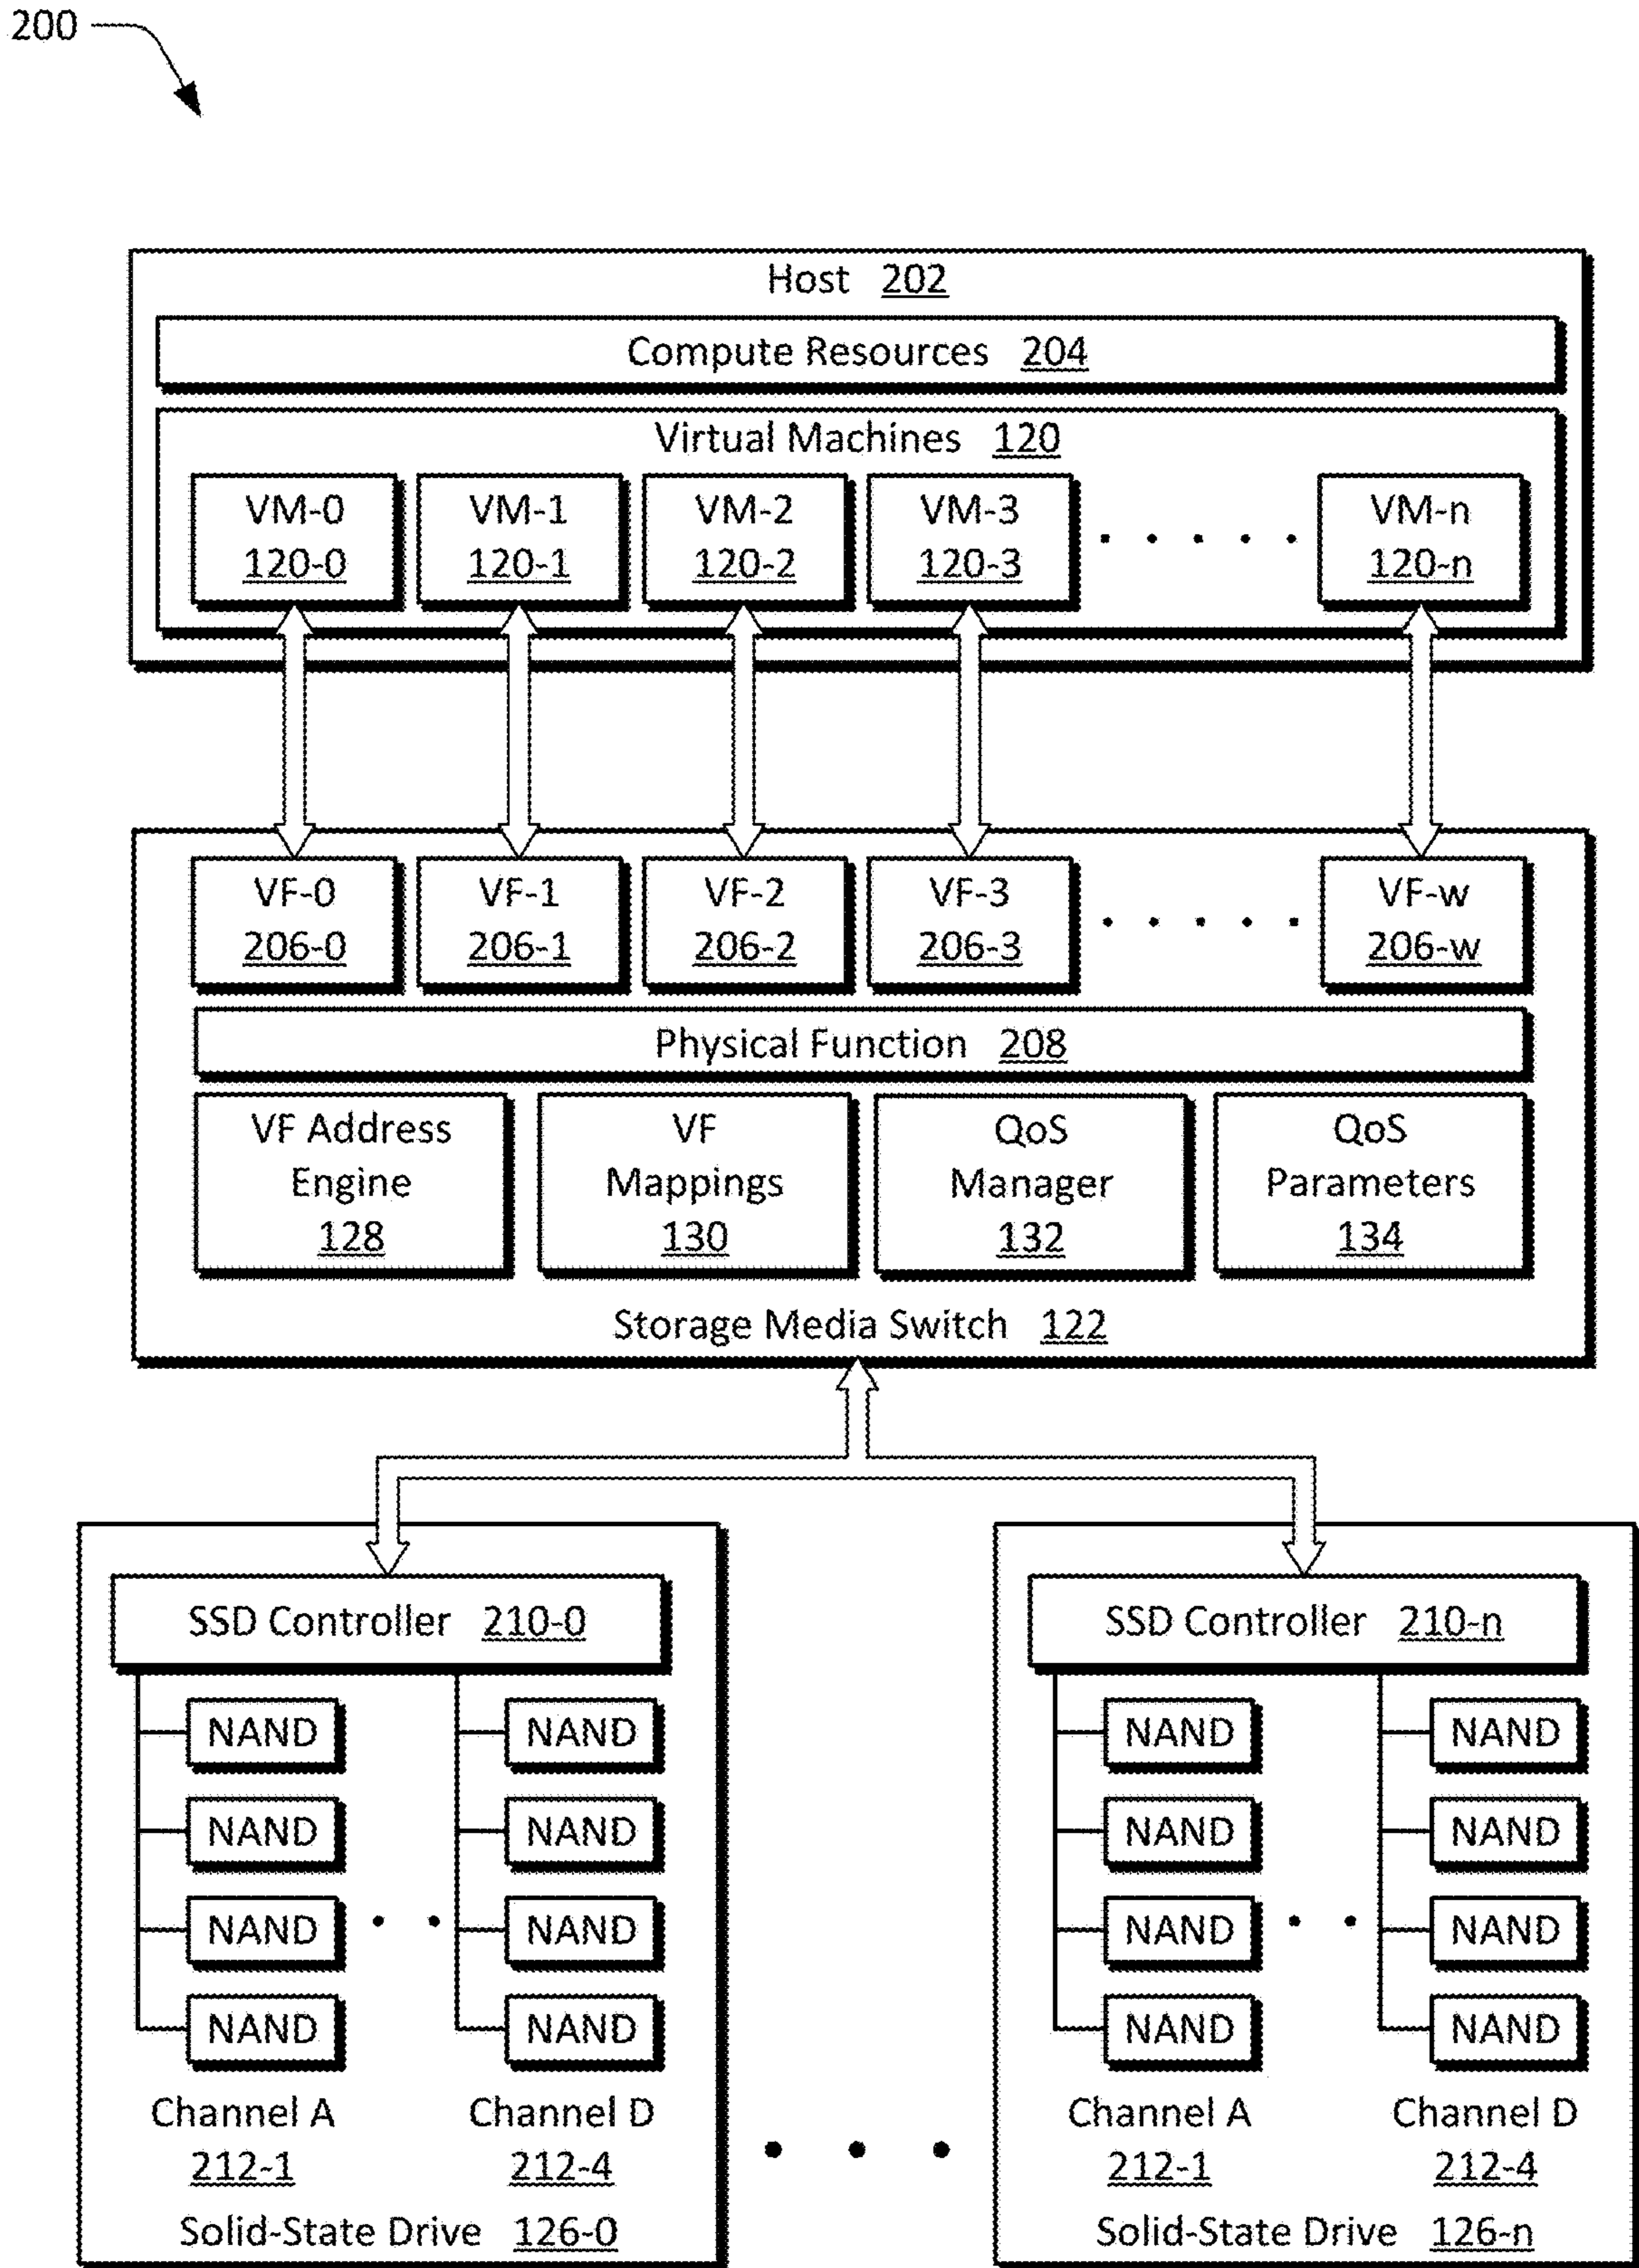 200
Host 202
Compute Resources 204
Virtual Machines 120
VM-0 VM-1 VM-2 VM-3 VM-n
120-0 120-1 120-2 120-3 120-n
VF-0 VF-1 VF-2 VF-3 VF-w
206-0 206-1 206-2 206-3 206-w
Physical Function 208
VF Address VF QoS QoS
Engine Mappings Manager Parameters
128 130 132 134
Storage Media Switch 122
SSD Controller 210-0 SSD Controller 210-n
NAND NAND NAND NAND
NAND NAND NAND NAND
NAND NAND NAND NAND
NAND NAND NAND NAND
Channel A Channel D Channel A Channel D
212-1 212-4 212-1 212-4
Solid-State Drive 126-0 Solid-State Drive 126-n